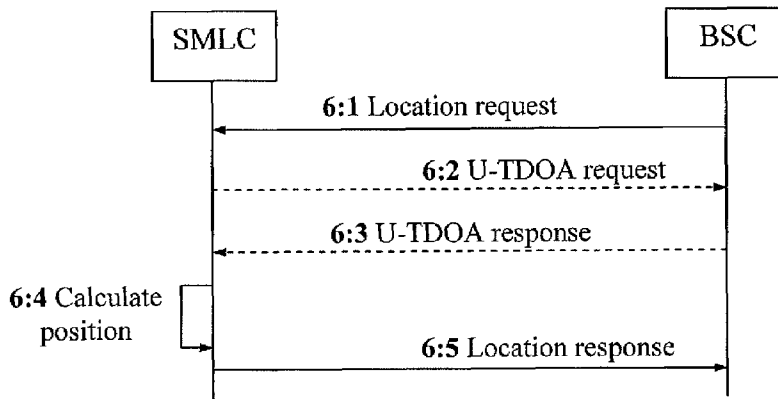 SMLC
BSC
6:1 Location request
6:2 U-TDOA request
6:3 U-TDOA response
6:4 Calculate
position
6:5 Location response